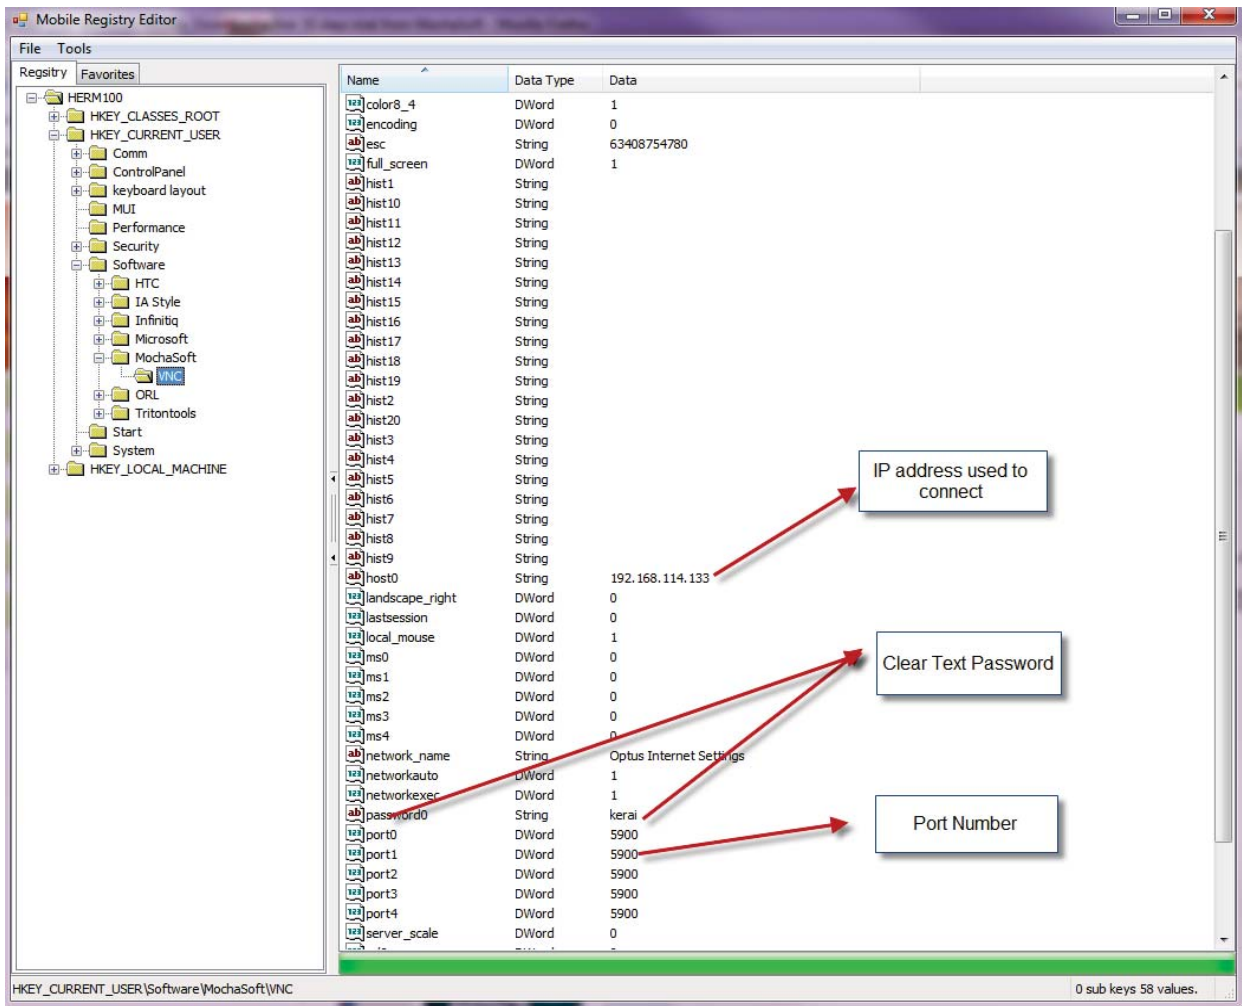 Mobile Registry Editor
File Tools
Regsitry Favorites
HERM100
HKEY_CLASSES_ROOT
HKEY_CURRENT_USER
Comm
ControlPanel
keyboard layout
MUI
Performance
Security
Software
HTC
IA Style
Infinitiq
Microsoft
MochaSoft
VNC
ORL
Tritontools
Start
System
HKEY_LOCAL_MACHINE
Name Data Type Data
color8_4 DWord 1
encoding DWord 0
esc String 63408754780
full_screen DWord 1
hist1 String
hist10 String
hist11 String
hist12 String
hist13 String
hist14 String
hist15 String
hist16 String
hist17 String
hist18 String
hist19 String
hist2 String
hist20 String
hist3 String
hist4 String
hist5 String
hist6 String
hist7 String
hist8 String
hist9 String
host0 String 192.168.114.133
landscape_right DWord 0
lastsession DWord 0
local_mouse DWord 1
ms0 DWord 0
ms1 DWord 0
ms2 DWord 0
ms3 DWord 0
ms4 DWord 0
network_name String Optus Internet Settings
networkauto DWord 1
networkexec DWord 1
password0 String kerai
port0 DWord 5900
port1 DWord 5900
port2 DWord 5900
port3 DWord 5900
port4 DWord 5900
server_scale DWord 0
IP address used to
connect
Clear Text Password
Port Number
HKEY_CURRENT_USER\Software\MochaSoft\VNC
0 sub keys 58 values.